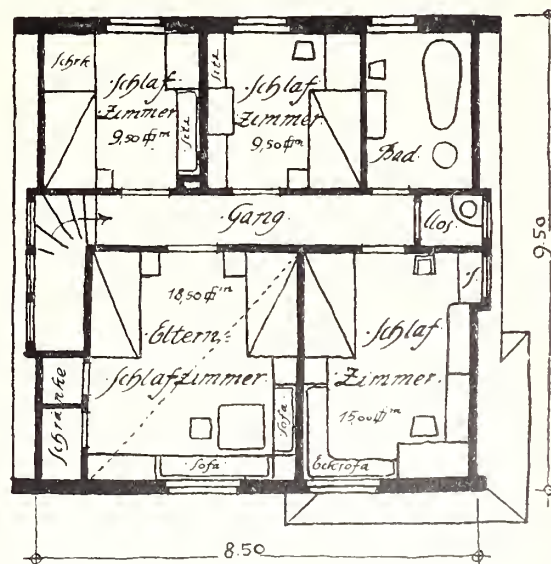 Schrk
Schlaf
Zimmer
9,50 qm
Sitz
Sitz
Schlaf
Zimmer
9,50 qm
Bad
Gang
Clos.
18,50 qm
Eltern-
Schlafzimmer
Sofa
Sofa
Schränke
S.
Schlaf
Zimmer
15,00 qm
Ecksofa
9.50
8.50